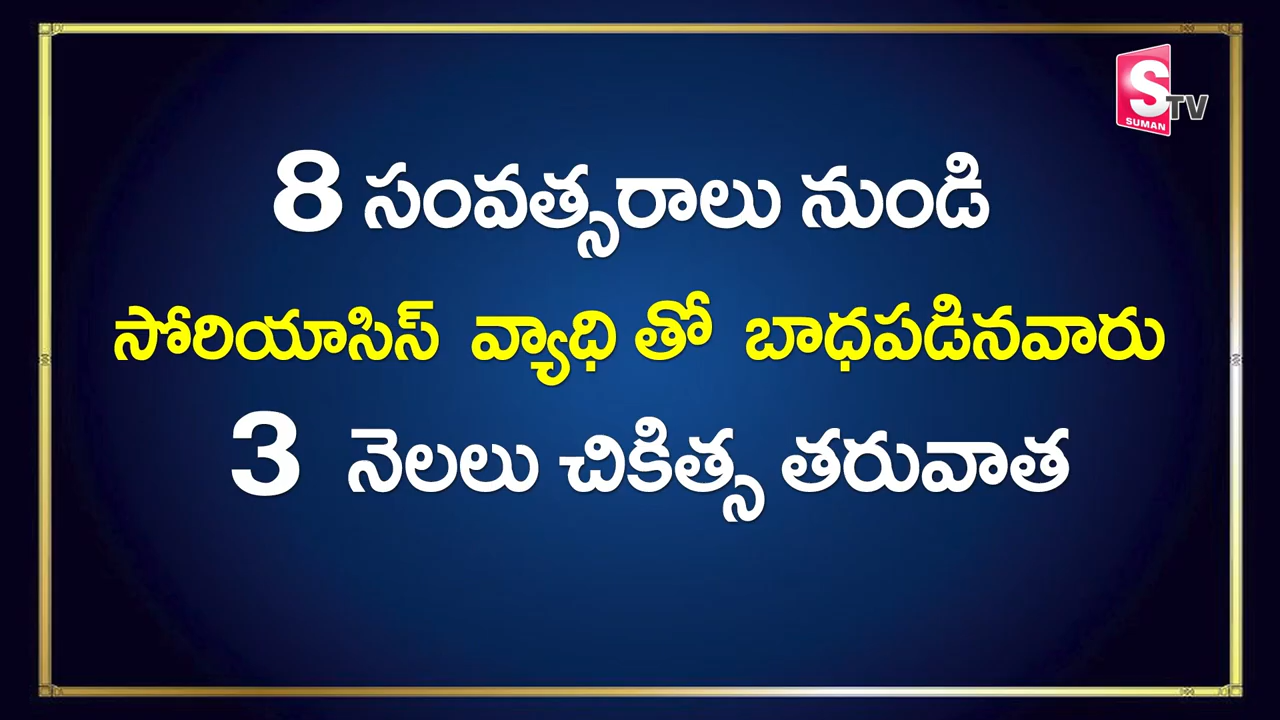 S TV
SUMAN
8 సంవత్సరాలు నుండి
సోరియాసిస్ వ్యాధి తో బాధపడినవారు
3 నెలలు చికిత్స తరువాత